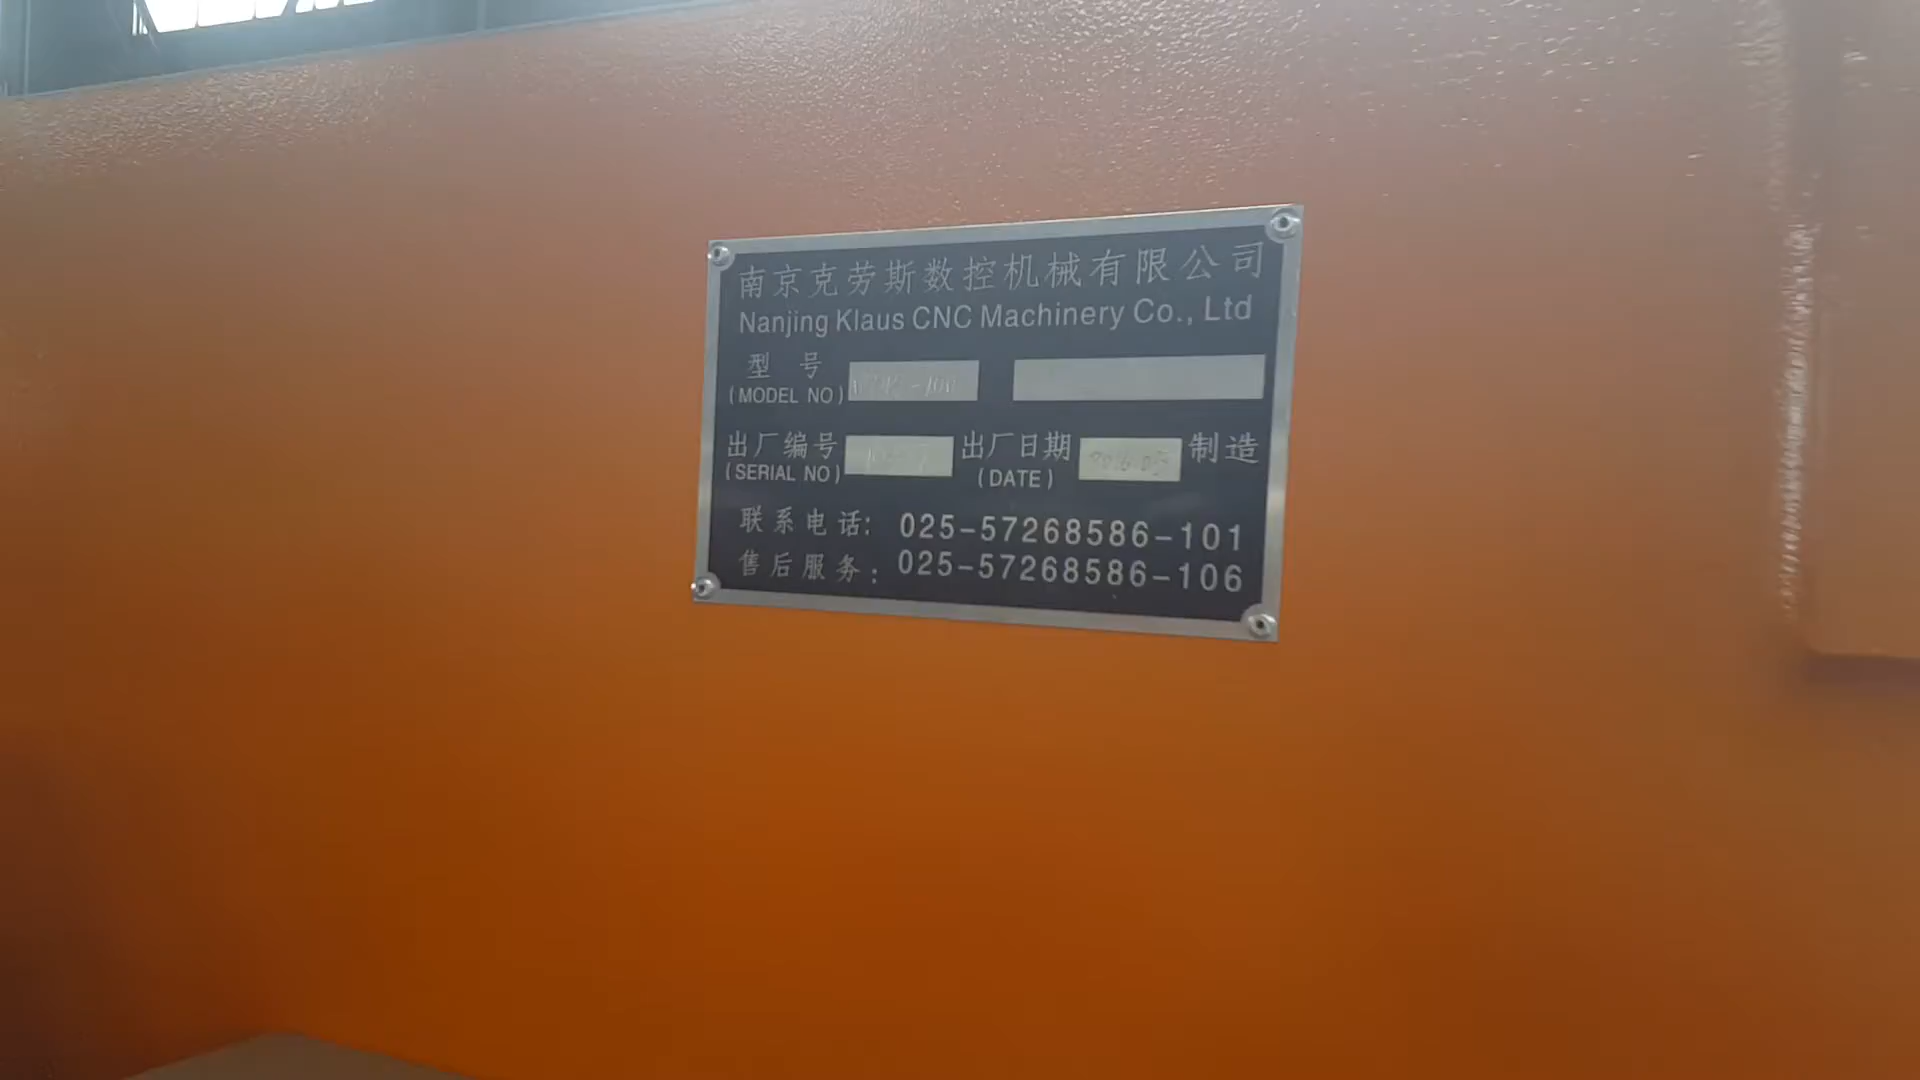 南京克劳斯数控机械有限公司
Nanjing Klaus CNC Machinery Co., Ltd
型 号
(MODEL NO)
出厂编号 出厂日期 制造
(SERIAL NO) (DATE)
联系电话: 025-57268586-101
售后服务: 025-57268586-106